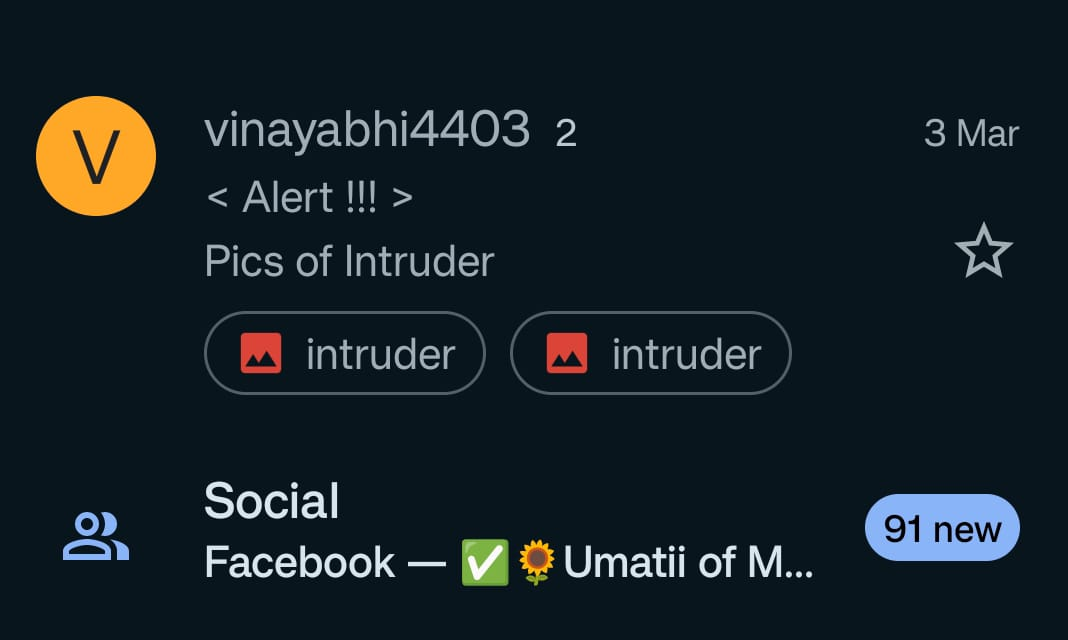 V
vinayabhi4403 2
3 Mar
< Alert !!! >
Pics of Intruder
intruder
intruder
Social
91 new
Facebook — ✅🌻Umatii of M...